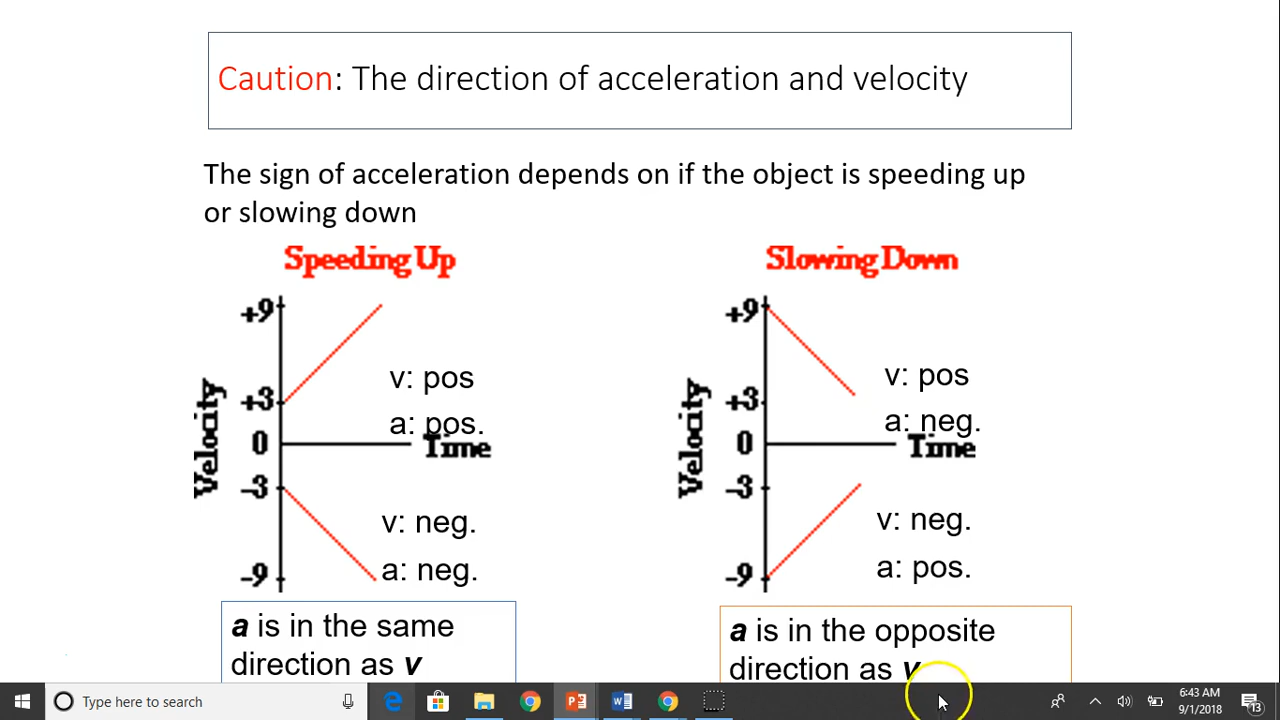 Caution: The direction of acceleration and velocity
The sign of acceleration depends on if the object is speeding up
or slowing down
Speeding Up
+9
+3
0
–3
–9
Velocity
Time
v: pos
a: pos.
v: neg.
a: neg.
a is in the same
direction as v
Slowing Down
+9
+3
0
–3
–9
Velocity
Time
v: pos
a: neg.
v: neg.
a: pos.
a is in the opposite
direction as v
Type here to search
6:43 AM
9/1/2018
13